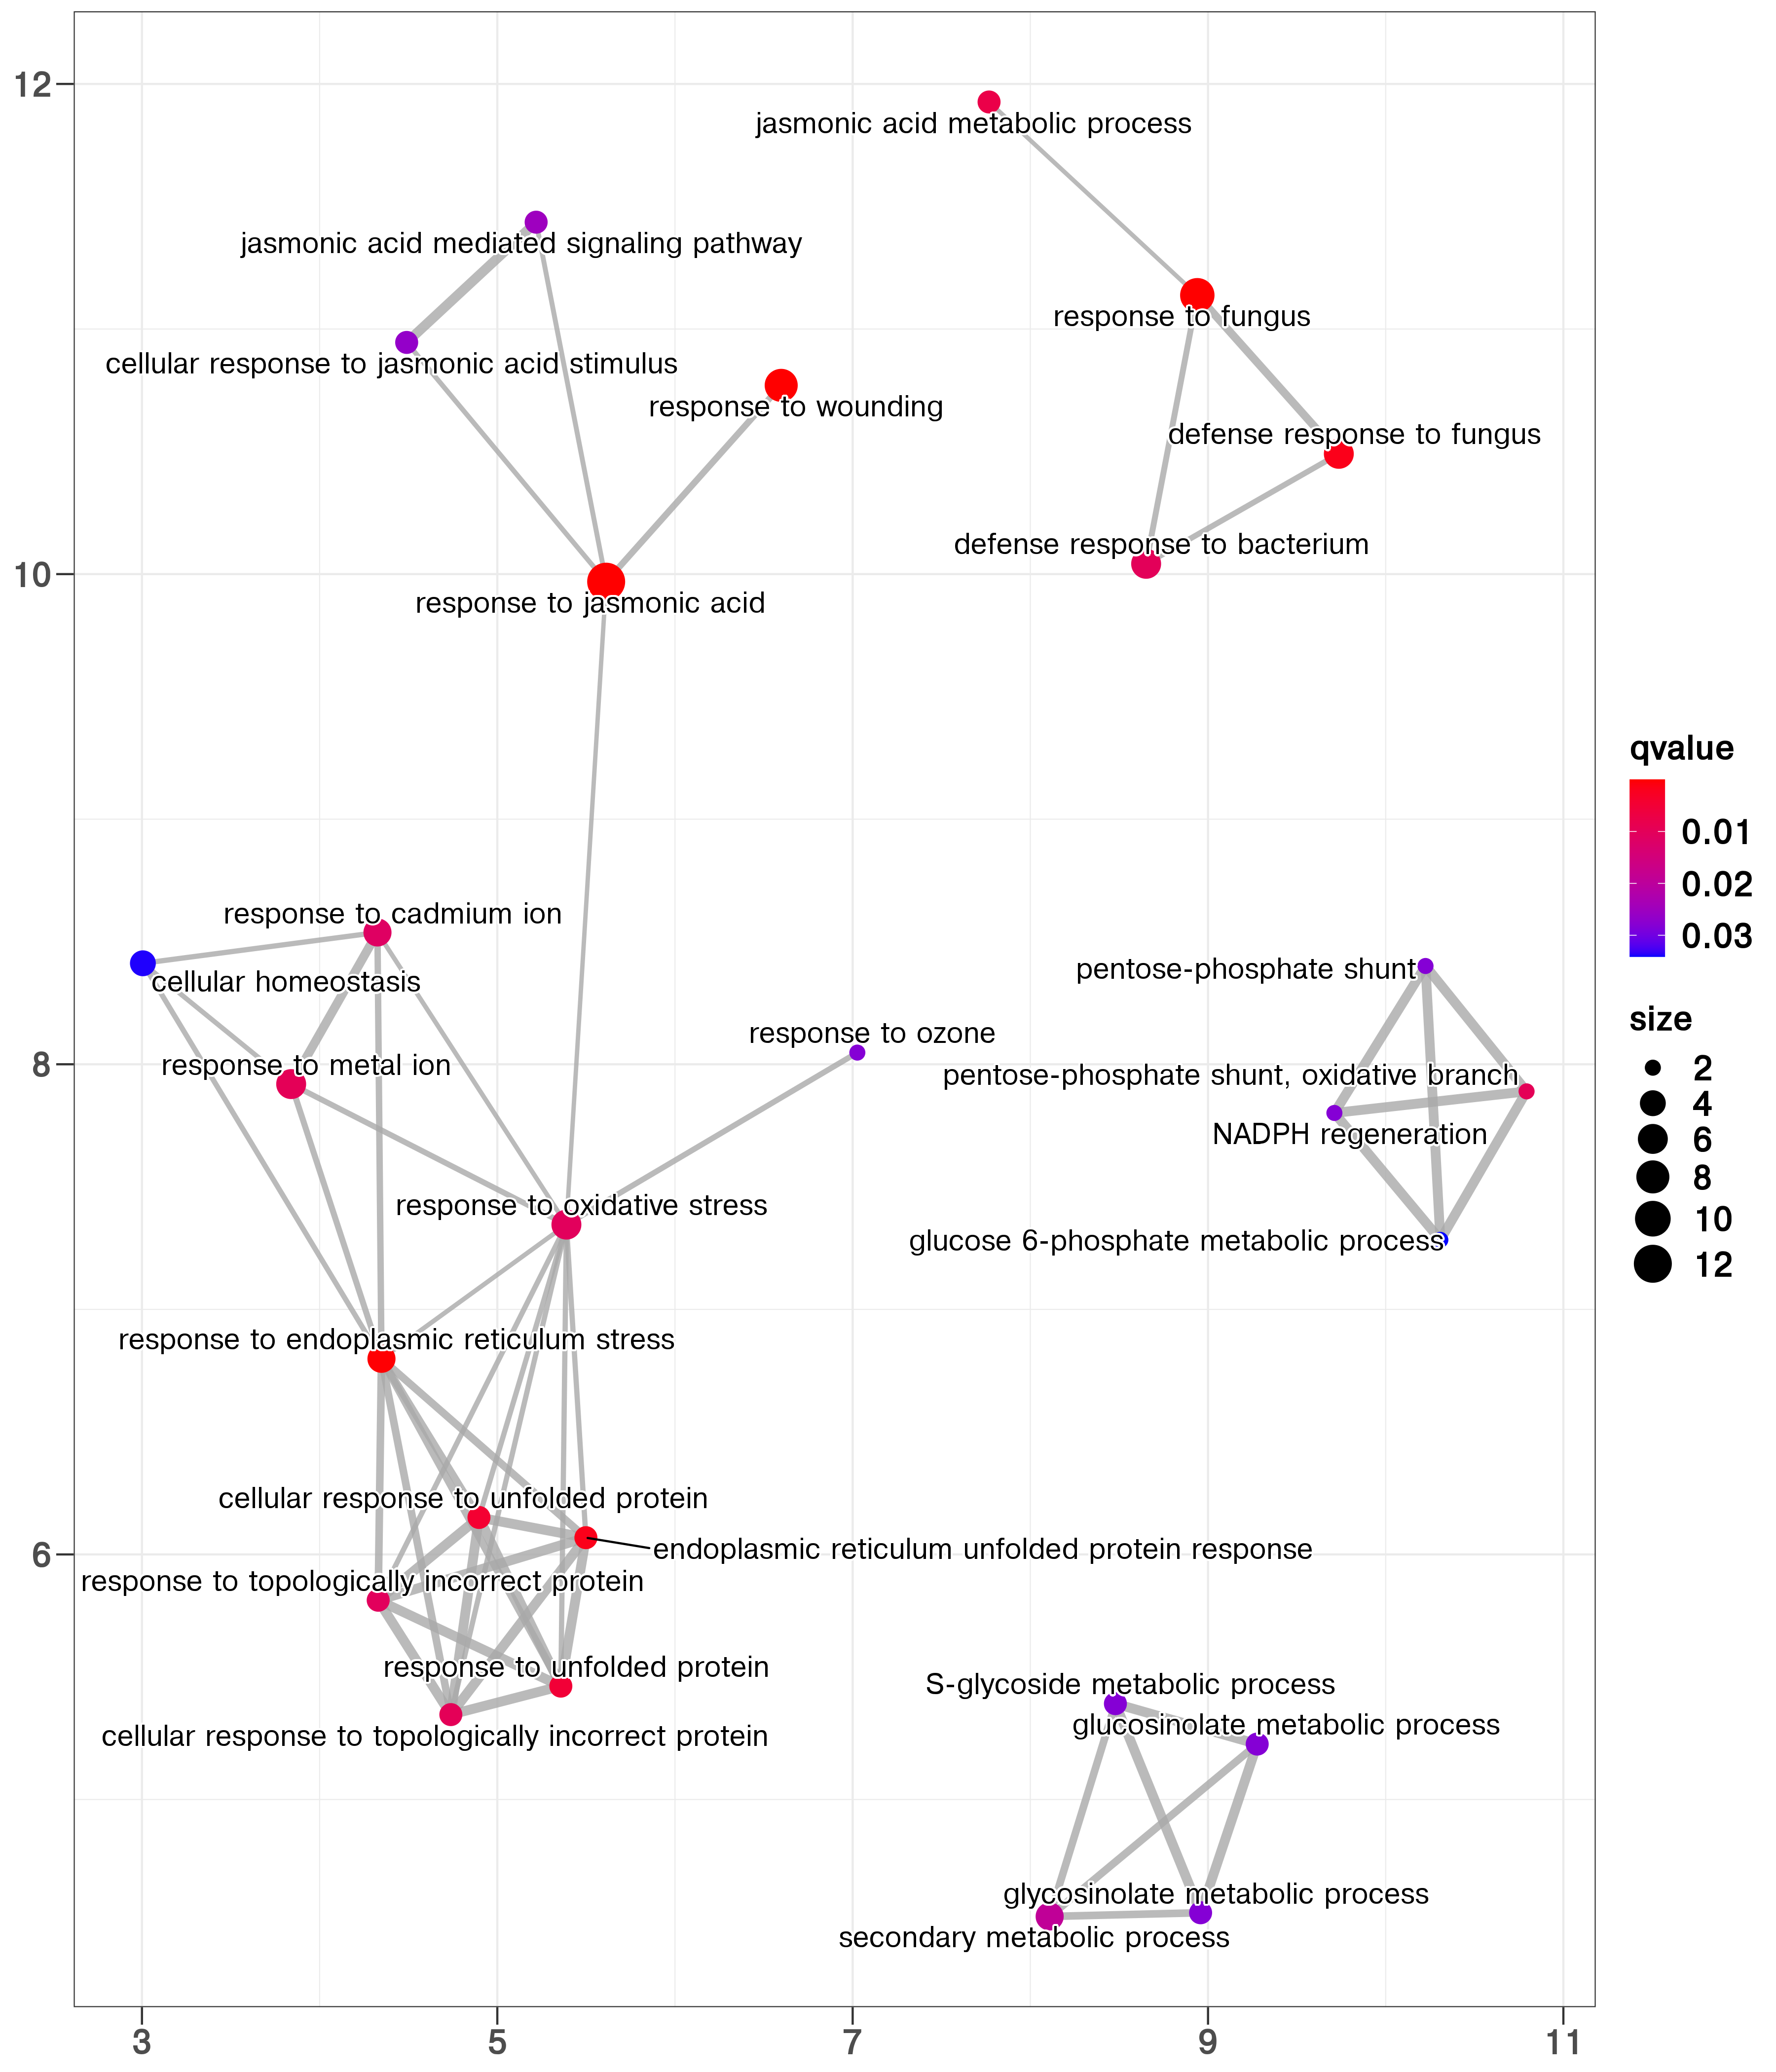 12
jasmonic acid metabolic process
jasmonic acid mediated signaling pathway
response to fungus
cellular response to jasmonic acid stimulus
response to wounding
defense response to fungus
defense response to bacterium
10
response to jasmonic acid
qvalue
0.01
0.02
0.03
response to cadmium ion
cellular homeostasis
pentose-phosphate shunt
size
2
4
6
8
10
12
response to ozone
8
response to metal ion
pentose-phosphate shunt, oxidative branch
NADPH regeneration
response to oxidative stress
glucose 6-phosphate metabolic process
response to endoplasmic reticulum stress
cellular response to unfolded protein
6
endoplasmic reticulum unfolded protein response
response to topologically incorrect protein
response to unfolded protein
S-glycoside metabolic process
glucosinolate metabolic process
cellular response to topologically incorrect protein
glycosinolate metabolic process
secondary metabolic process
3
5
7
9
11